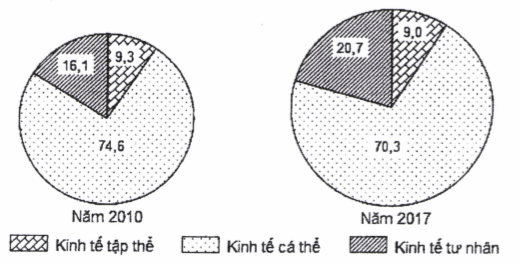 16,1 9,3
74,6
20,7 9,0
70,3
Năm 2010 Năm 2017
Kinh tế tập thể Kinh tế cá thể Kinh tế tư nhân